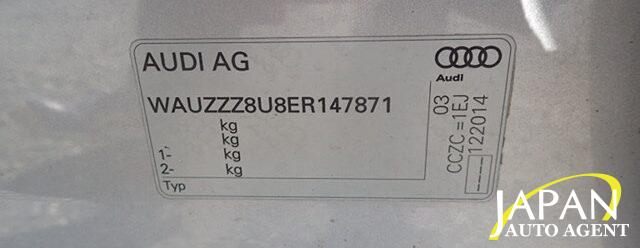 AUDI AG
Audi
WAUZZZ8U8ER147871
kg
kg
1- kg
2- kg
Typ
03
CCZC =1EJ
----122014
JAPAN
AUTO AGENT